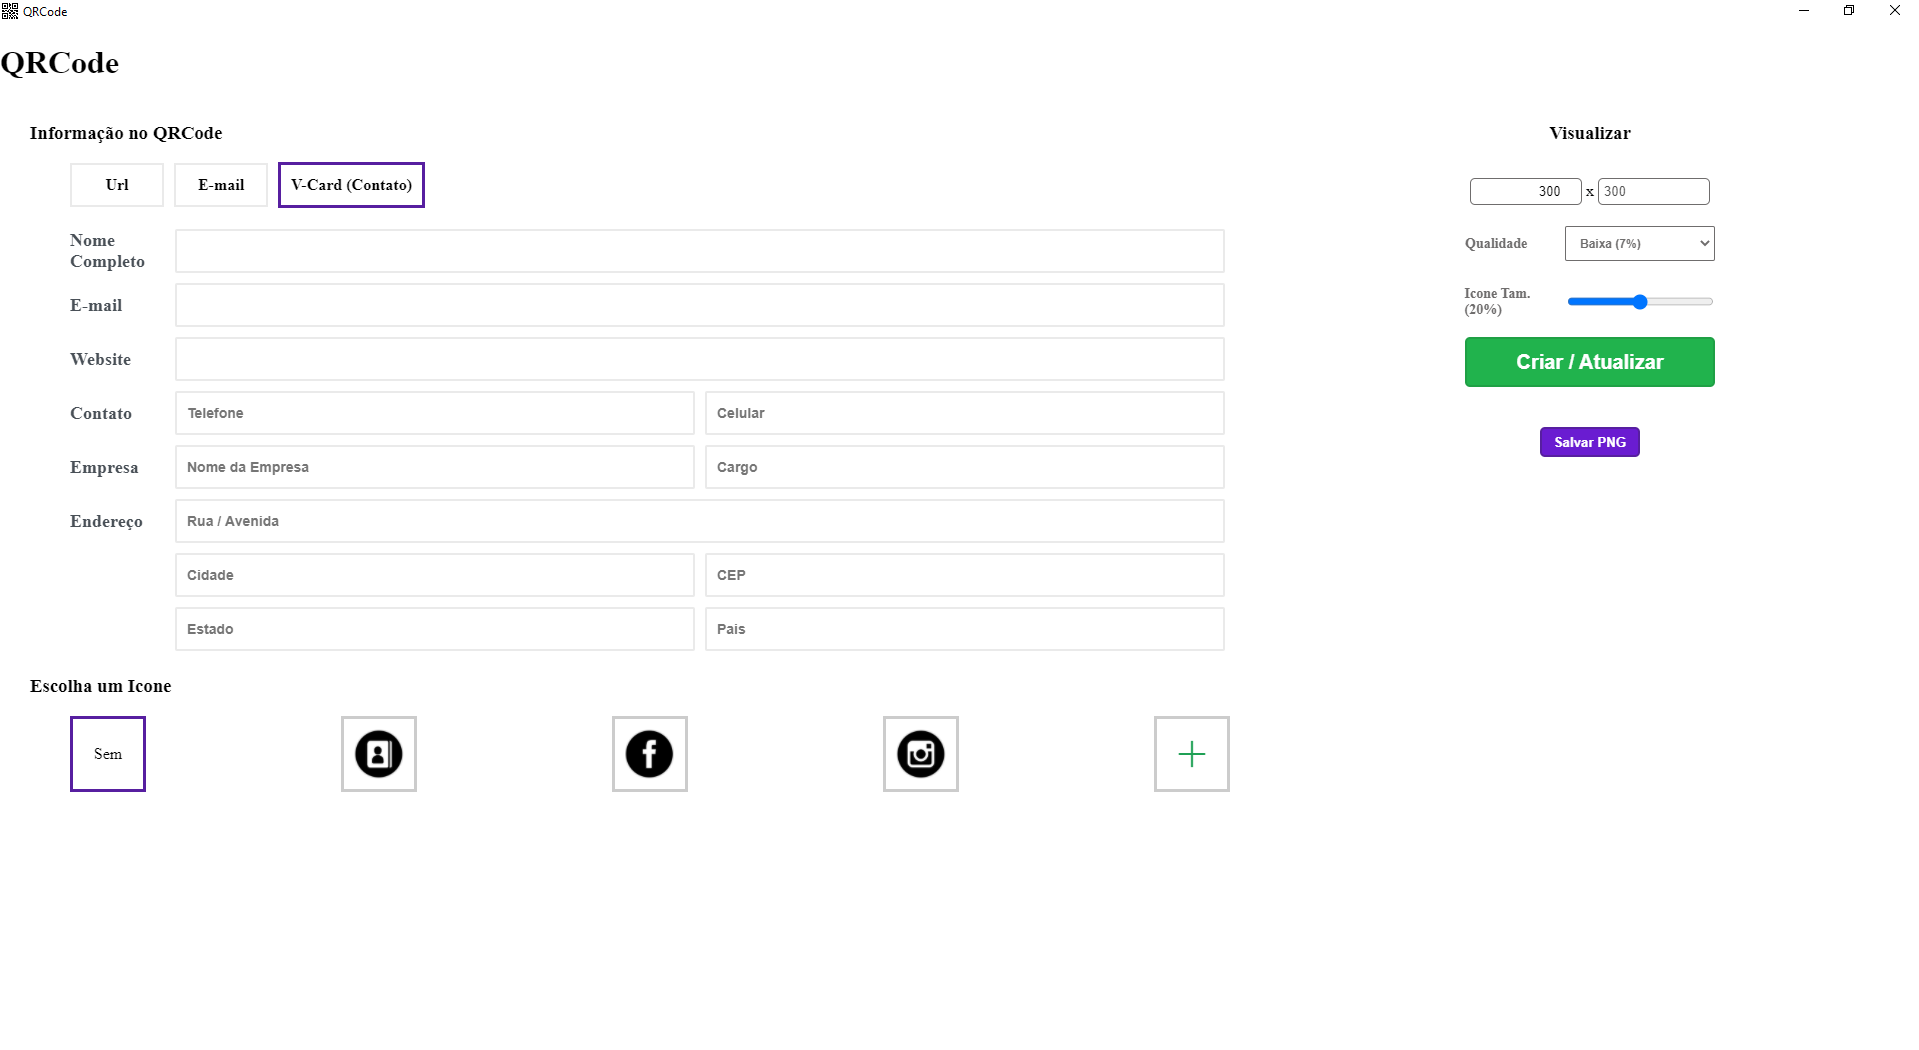 QRCode
QRCode
Informação no QRCode
Url
E-mail
V-Card (Contato)
Nome
Completo
E-mail
Website
Contato
Telefone
Celular
Empresa
Nome da Empresa
Cargo
Endereço
Rua / Avenida
Cidade
CEP
Estado
Pais
Escolha um Icone
Sem
Visualizar
300 x 300
Qualidade
Baixa (7%)
Icone Tam.
(20%)
Criar / Atualizar
Salvar PNG